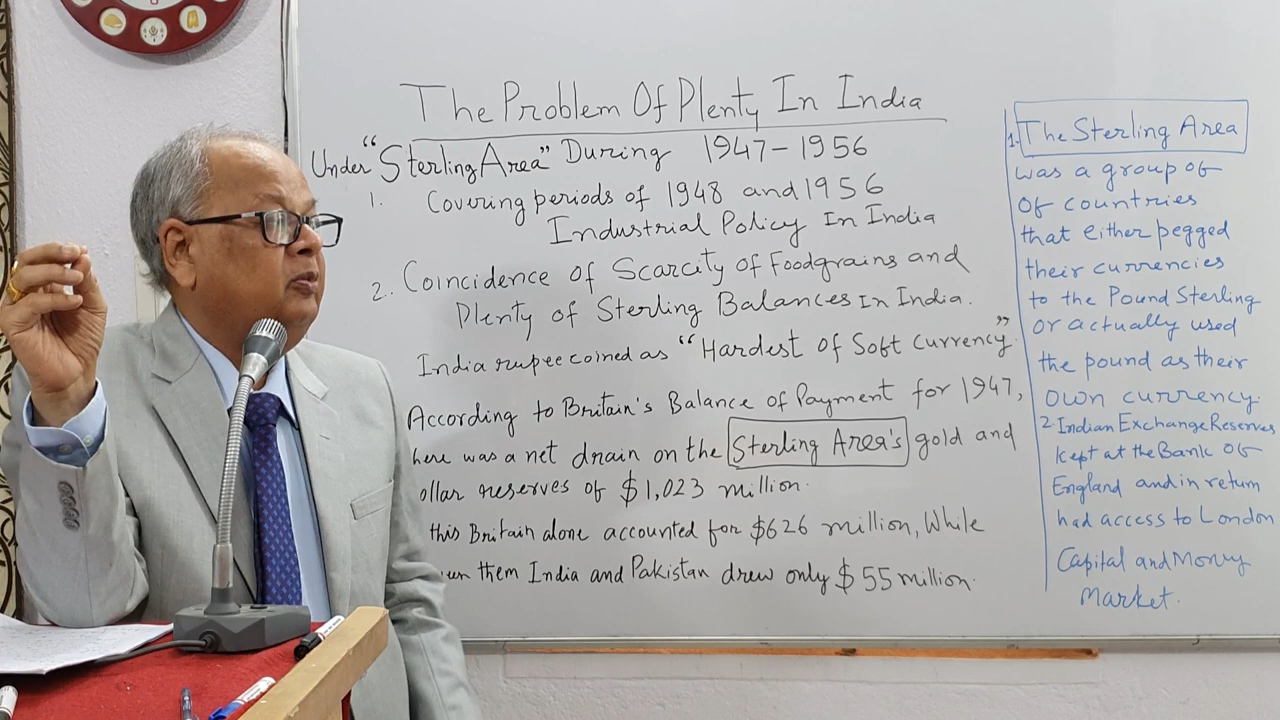 The Problem Of Plenty In India
Under "Sterling Area" During 1947-1956
1. Covering periods of 1948 and 1956
Industrial Policy In India
2. Coincidence of Scarcity of Foodgrains and
Plenty of Sterling Balances In India.
India rupee coined as "Hardest of Soft Currency"
According to Britain's Balance of Payment for 1947,
here was a net drain on the Sterling Area's gold and
ollar reserves of $1,023 million.
this Britain alone accounted for $626 million, While
een them India and Pakistan drew only $55 million.
1. The Sterling Area
was a group of
of countries
that either pegged
their currencies
to the Pound Sterling
or actually used
the pound as their
own currency.
2. Indian Exchange Reserves
kept at the Bank of
England and in return
had access to London
Capital and Money
Market.